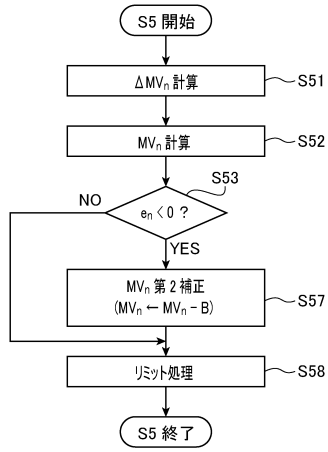 S5 開始
ΔMVn 計算
S51
MVn 計算
S52
S53
NO
en < 0 ?
YES
MVn 第2補正
(MVn ← MVn − B)
S57
リミット処理
S58
S5 終了